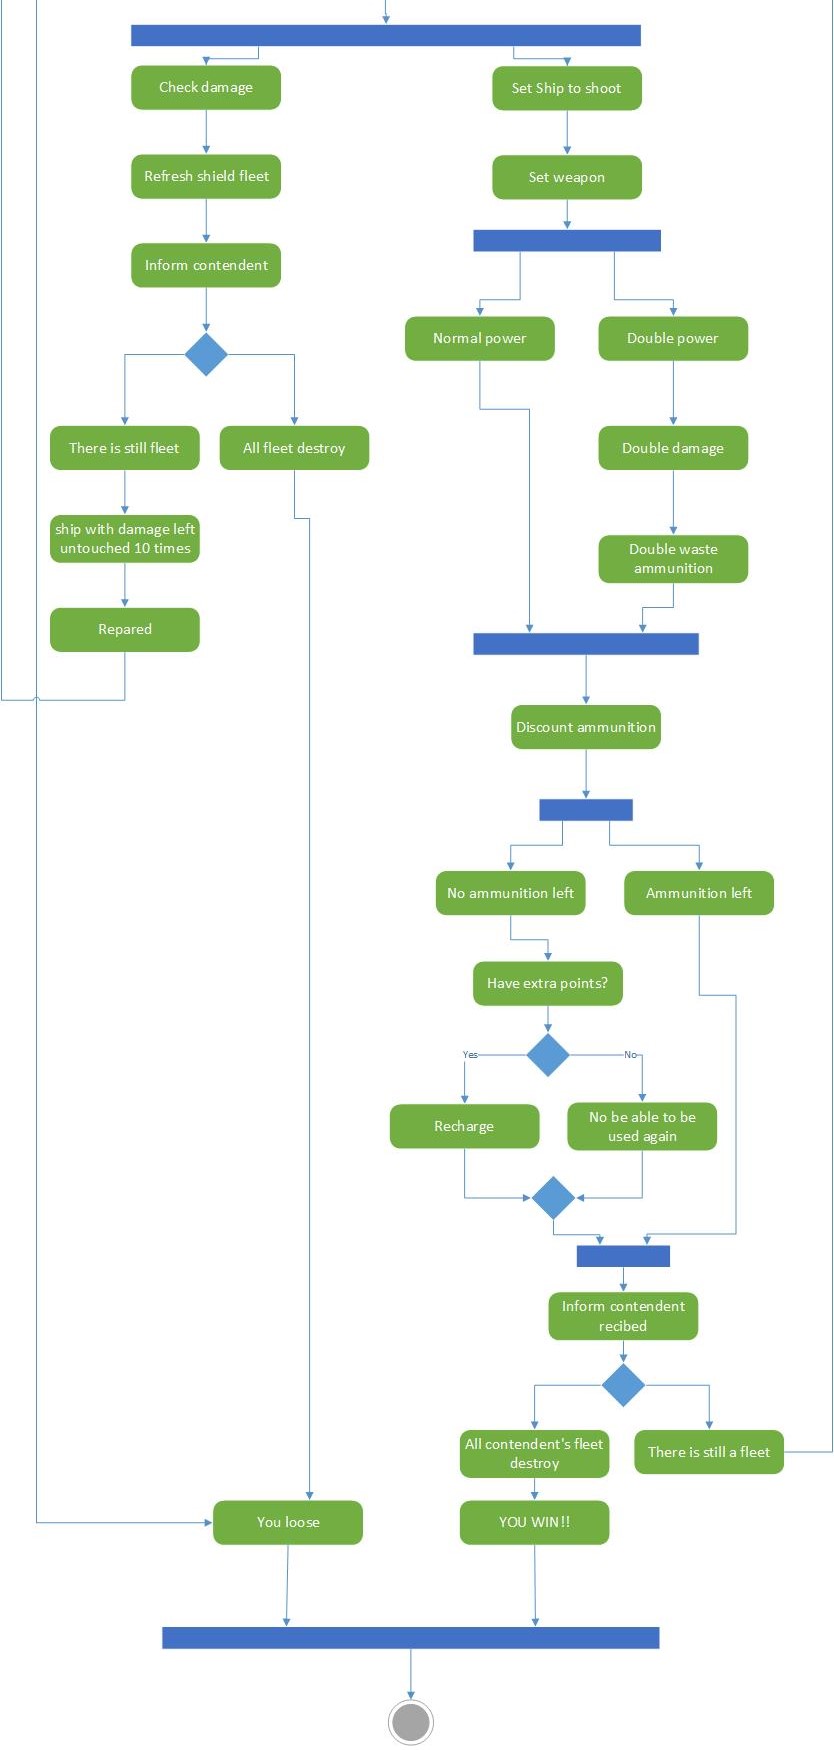 Check damage
Set Ship to shoot
Refresh shield fleet
Set weapon
Inform contendent
Normal power
Double power
There is still fleet
All fleet destroy
Double damage
ship with damage left
untouched 10 times
Double waste
ammunition
Repared
Discount ammunition
No ammunition left
Ammunition left
Have extra points?
Yes
No
Recharge
No be able to be
used again
Inform contendent
recibed
All contendent's fleet
destroy
There is still a fleet
You loose
YOU WIN!!